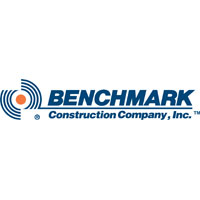 BENCHMARK
® Construction Company, Inc. ™